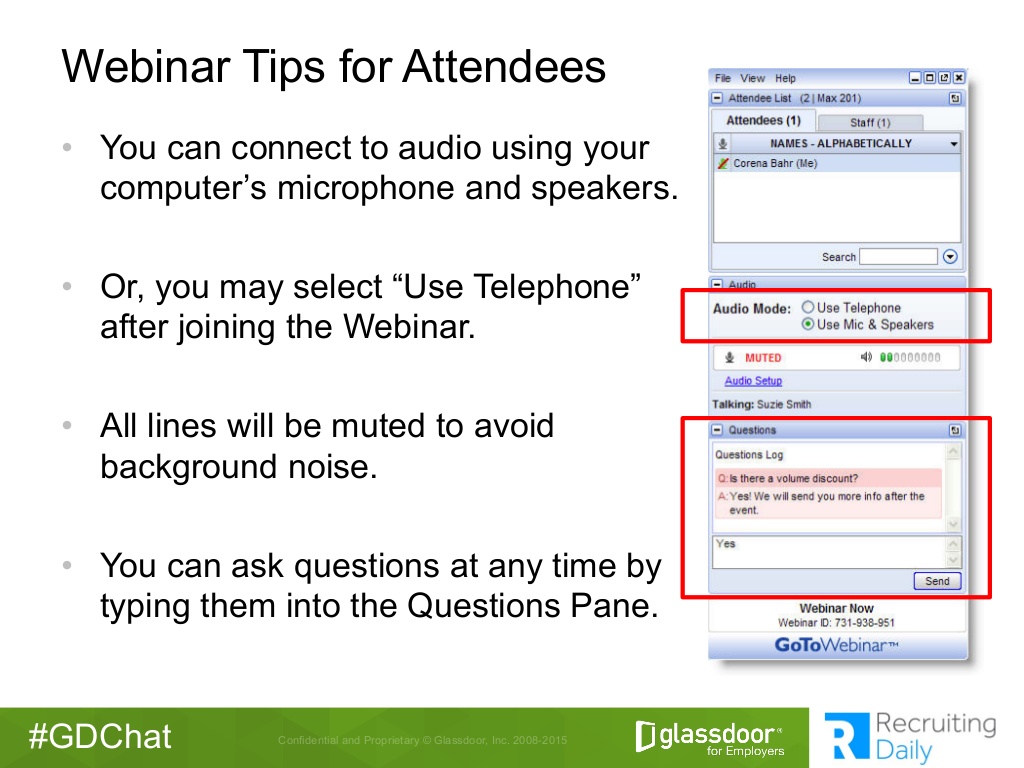 Webinar Tips for Attendees
• You can connect to audio using your
computer’s microphone and speakers.
• Or, you may select “Use Telephone”
after joining the Webinar.
• All lines will be muted to avoid
background noise.
• You can ask questions at any time by
typing them into the Questions Pane.
File View Help
Attendee List (2 | Max 201)
Attendees (1) Staff (1)
NAMES - ALPHABETICALLY
Corena Bahr (Me)
Search
Audio
Audio Mode: Use Telephone
Use Mic & Speakers
MUTED
Audio Setup
Talking: Suzie Smith
Questions
Questions Log
Q: Is there a volume discount?
A: Yes! We will send you more info after the
event.
Yes
Send
Webinar Now
Webinar ID: 731-938-951
GoToWebinar™
#GDChat
Confidential and Proprietary © Glassdoor, Inc. 2008-2015
glassdoor®
for Employers
Recruiting
Daily